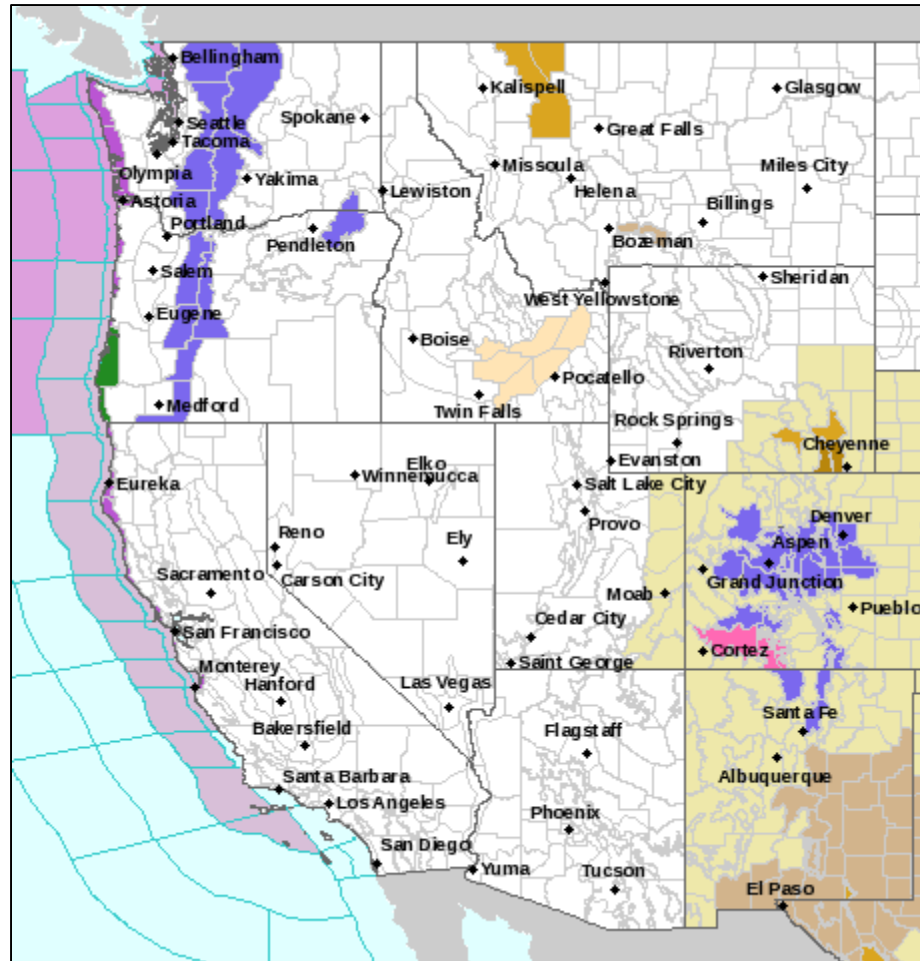 Bellingham
Kalispell
Glasgow
Seattle
Spokane
Great Falls
Tacoma
Olympia
Missoula
Miles City
Yakima
Lewiston
Helena
Astoria
Billings
Portland
Pendleton
Bozeman
Salem
Sheridan
West Yellowstone
Eugene
Boise
Riverton
Pocatello
Medford
Twin Falls
Rock Springs
Cheyenne
Elko
Evanston
Eureka
Winnemucca
Salt Lake City
Denver
Provo
Reno
Ely
Aspen
Sacramento
Carson City
Grand Junction
Moab
Pueblo
San Francisco
Cedar City
Cortez
Monterey
Saint George
Hanford
Las Vegas
Santa Fe
Bakersfield
Flagstaff
Albuquerque
Santa Barbara
Los Angeles
Phoenix
San Diego
Yuma
Tucson
El Paso